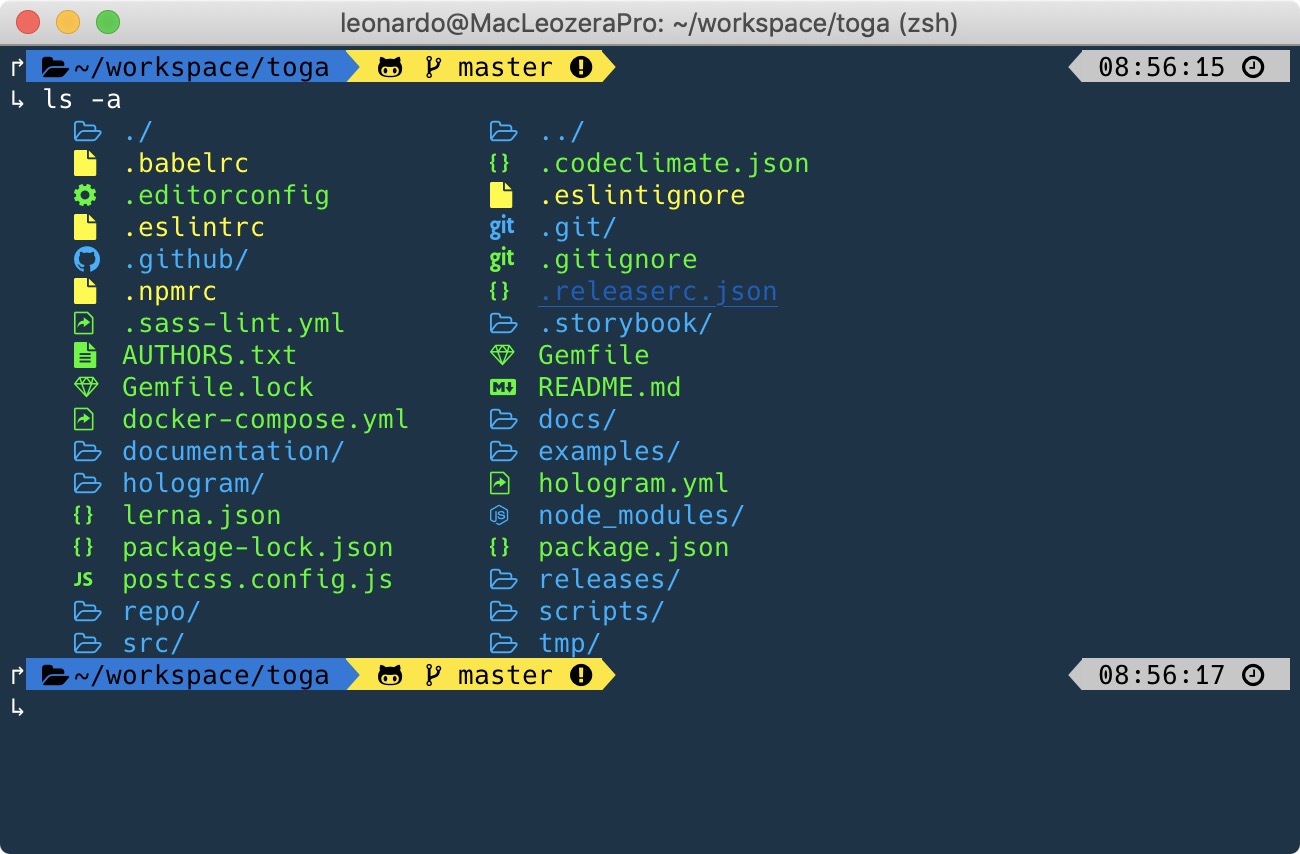 leonardo@MacLeozeraPro: ~/workspace/toga (zsh)
~/workspace/toga master 08:56:15
ls -a
./ ../
.babelrc {} .codeclimate.json
.editorconfig .eslintignore
.eslintrc git .git/
.github/ git .gitignore
.npmrc {} .releaserc.json
.sass-lint.yml .storybook/
AUTHORS.txt Gemfile
Gemfile.lock M README.md
docker-compose.yml docs/
documentation/ examples/
hologram/ hologram.yml
{} lerna.json JS node_modules/
{} package-lock.json {} package.json
JS postcss.config.js releases/
repo/ scripts/
src/ tmp/
~/workspace/toga master 08:56:17